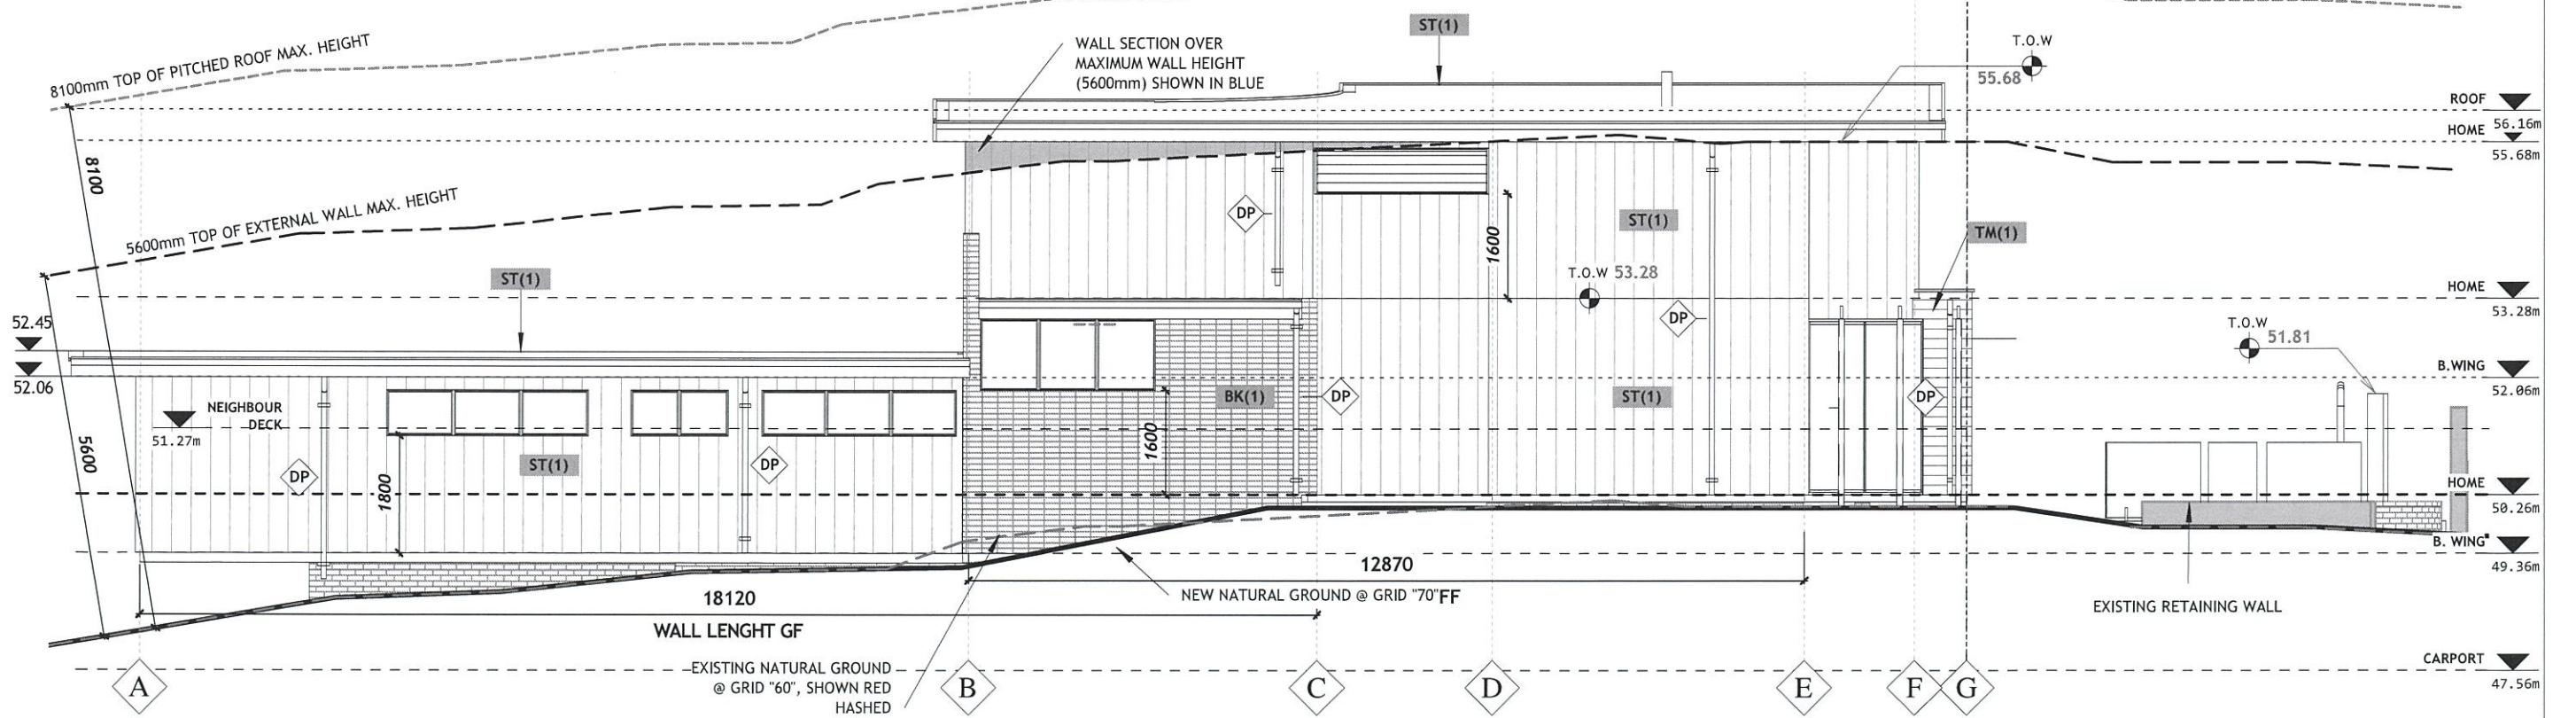 ST(1)
T.O.W
55.68
8100mm TOP OF PITCHED ROOF MAX. HEIGHT
WALL SECTION OVER
MAXIMUM WALL HEIGHT
(5600mm) SHOWN IN BLUE
ROOF
56.16m
HOME
55.68m
8100
5600mm TOP OF EXTERNAL WALL MAX. HEIGHT
DP
ST(1)
TM(1)
1600
ST(1)
T.O.W 53.28
HOME
53.28m
52.45
DP
T.O.W
51.81
B.WING
52.06m
52.06
NEIGHBOUR
DECK
51.27m
BK(1)
DP
ST(1)
DP
5600
DP
1800
ST(1)
DP
1600
HOME
50.26m
B. WING
49.36m
12870
18120
WALL LENGHT GF
NEW NATURAL GROUND @ GRID "70"FF
EXISTING RETAINING WALL
EXISTING NATURAL GROUND
@ GRID "60", SHOWN RED
HASHED
CARPORT
47.56m
A
B
C
D
E
F
G